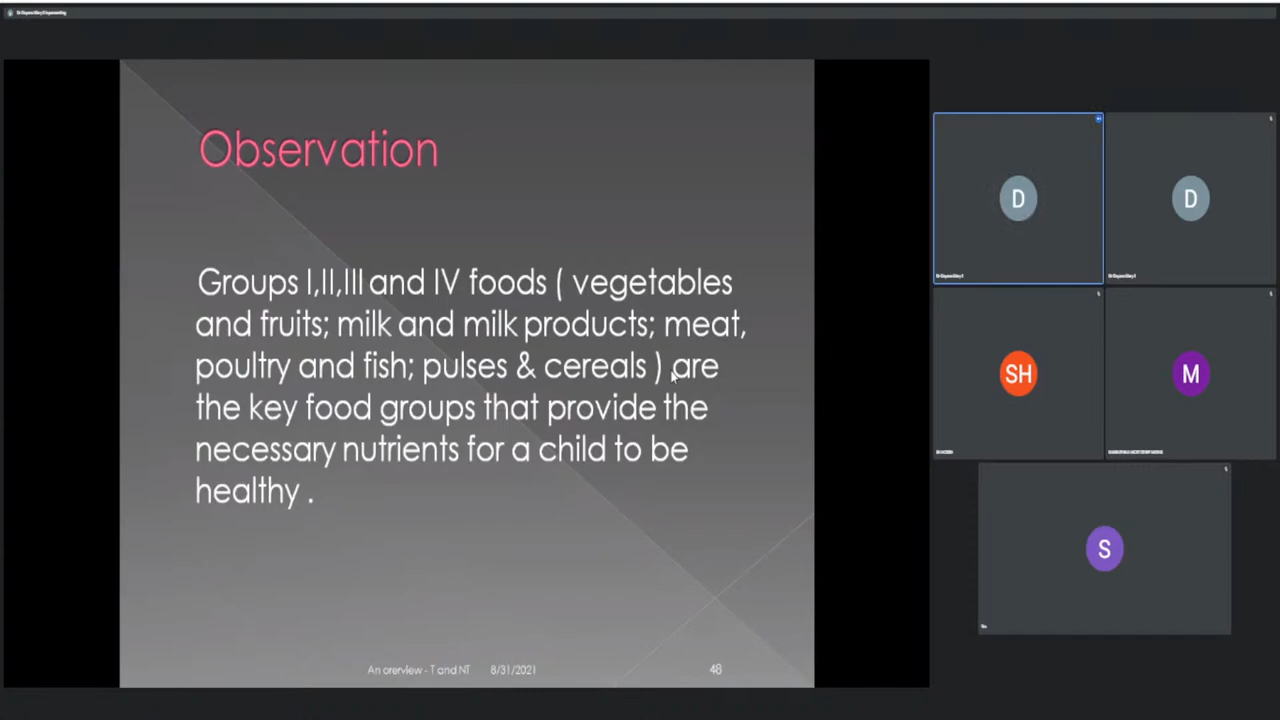 Observation
Groups I,II,III and IV foods ( vegetables
and fruits; milk and milk products; meat,
poultry and fish; pulses & cereals ) are
the key food groups that provide the
necessary nutrients for a child to be
healthy .
An orerview - T and NT 8/31/2021 48
D
D
SH
M
S